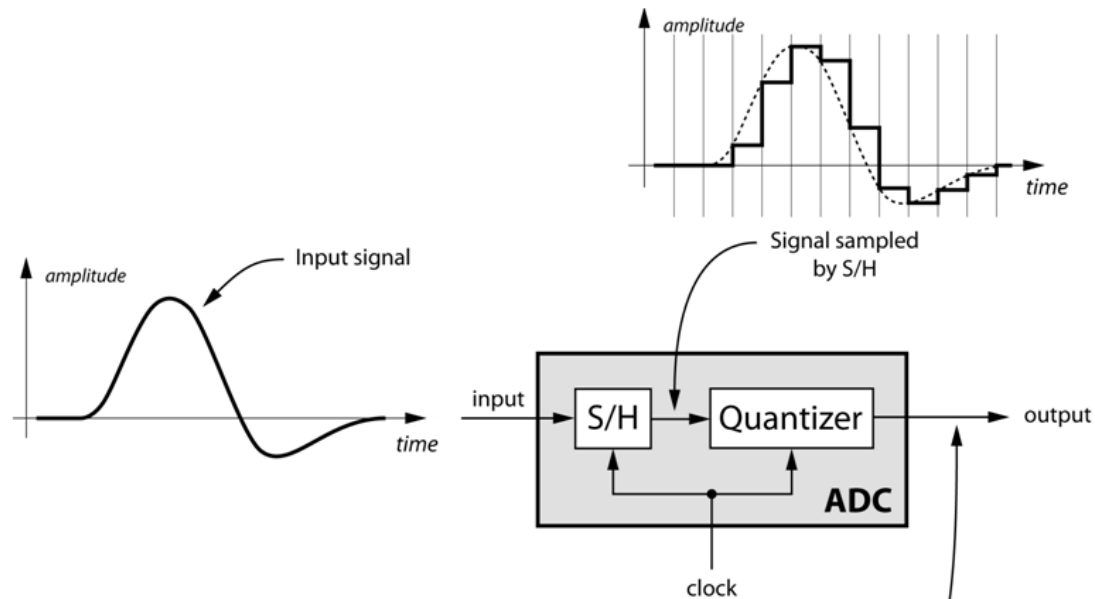 amplitude
time
Signal sampled
by S/H
Input signal
amplitude
time
input
S/H
Quantizer
output
ADC
clock